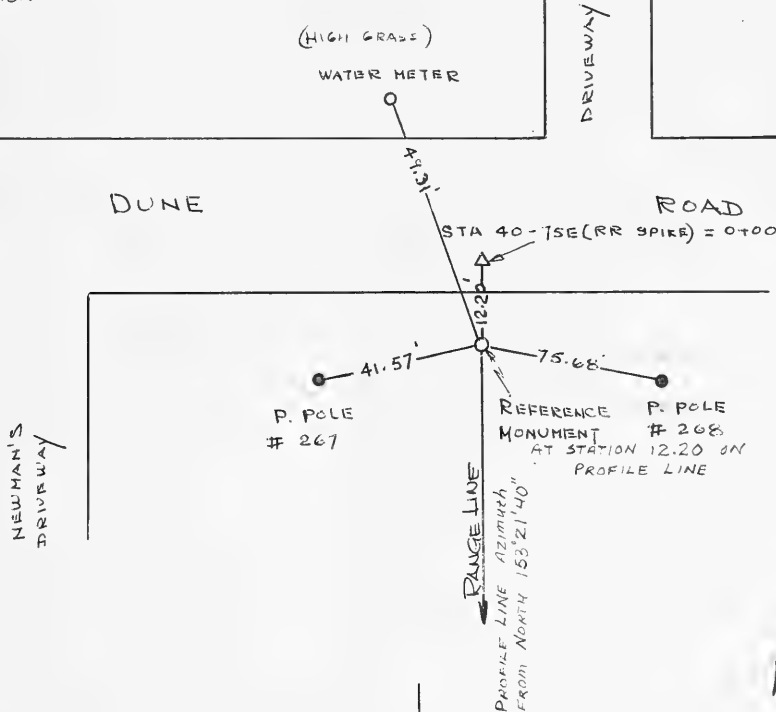 (HIGH GRASS)
WATER METER
DRIVEWAY
49.31'
DUNE ROAD
STA 40-75E (RR SPIKE) = 0+00
12.20'
41.57'
75.68'
P. POLE
# 267
REFERENCE
MONUMENT
AT STATION 12.20 ON
PROFILE LINE
P. POLE
# 268
NEWMAN'S
DRIVEWAY
RANGE LINE
PROFILE LINE Azimuth
FROM NORTH 153°21'40"